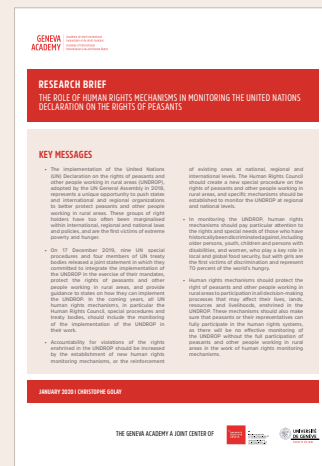 GENEVA
ACADEMY
RESEARCH BRIEF
THE ROLE OF HUMAN RIGHTS MECHANISMS IN MONITORING THE UNITED NATIONS
DECLARATION ON THE RIGHTS OF PEASANTS
KEY MESSAGES
• The implementation of the United Nations
(UN) Declaration on the rights of peasants and
other people working in rural areas (UNDROP),
adopted by the UN General Assembly in 2018,
represents a unique opportunity to push states
and international and regional organizations
to better protect peasants and other people
working in rural areas. These groups of right
holders have too often been marginalised
within international, regional and national laws
and policies, and are the first victims of extreme
poverty and hunger.
• On 17 December 2019, nine UN special
procedures and four members of UN treaty
bodies released a joint statement in which they
committed to integrate the implementation of
the UNDROP in the exercise of their mandates,
protect the rights of peasants and other
people working in rural areas, and provide
guidance to states on how they can implement
the UNDROP. In the coming years, all UN
human rights mechanisms, in particular the
Human Rights Council, special procedures and
treaty bodies, should include the monitoring
of the implementation of the UNDROP in
their work.
• Accountability for violations of the rights
enshrined in the UNDROP should be increased
by the establishment of new human rights
monitoring mechanisms, or the reinforcement
of existing ones at national, regional and
international levels. The Human Rights Council
should create a new special procedure on the
rights of peasants and other people working in
rural areas, and specific mechanisms should be
established to monitor the UNDROP at regional
and national levels.
• In monitoring the UNDROP, human rights
mechanisms should pay particular attention to
the rights and special needs of those who have
historically been discriminated against, including
older persons, youth, children and persons with
disabilities, and women, who play a key role in
local and global food security, but with girls are
the first victims of discrimination and represent
70 percent of the world's hungry.
• Human rights mechanisms should protect the
right of peasants and other people working in
rural areas to participation in all decision-making
processes that may affect their lives, lands,
resources and livelihoods, enshrined in the
UNDROP. These mechanisms should also make
sure that peasants or their representatives can
fully participate in the human rights systems,
as there will be no effective monitoring of
the UNDROP without the full participation of
peasants and other people working in rural
areas in the work of human rights monitoring
mechanisms.
JANUARY 2020 I CHRISTOPHE GOLAY
THE GENEVA ACADEMY A JOINT CENTER OF
UNIVERSITÉ
DE GENÈVE